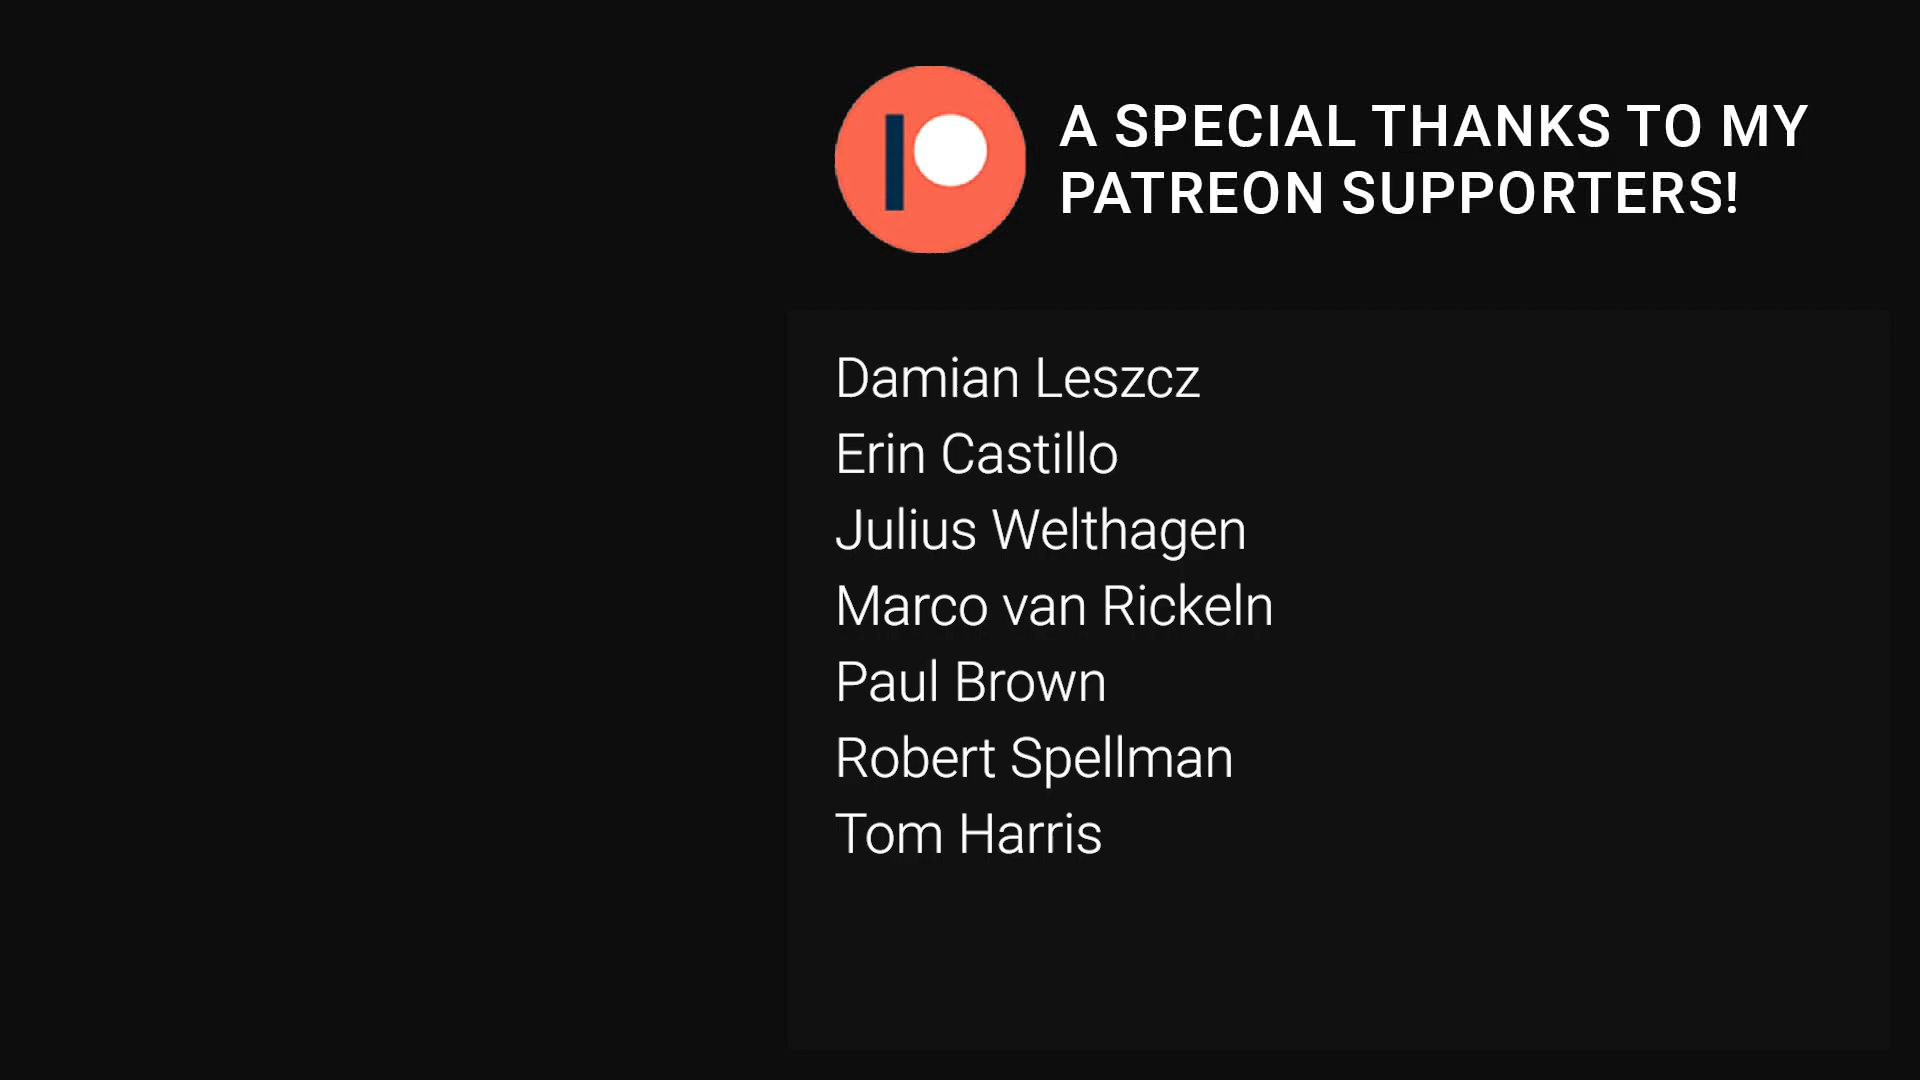 A SPECIAL THANKS TO MY
PATREON SUPPORTERS!
Damian Leszcz
Erin Castillo
Julius Welthagen
Marco van Rickeln
Paul Brown
Robert Spellman
Tom Harris